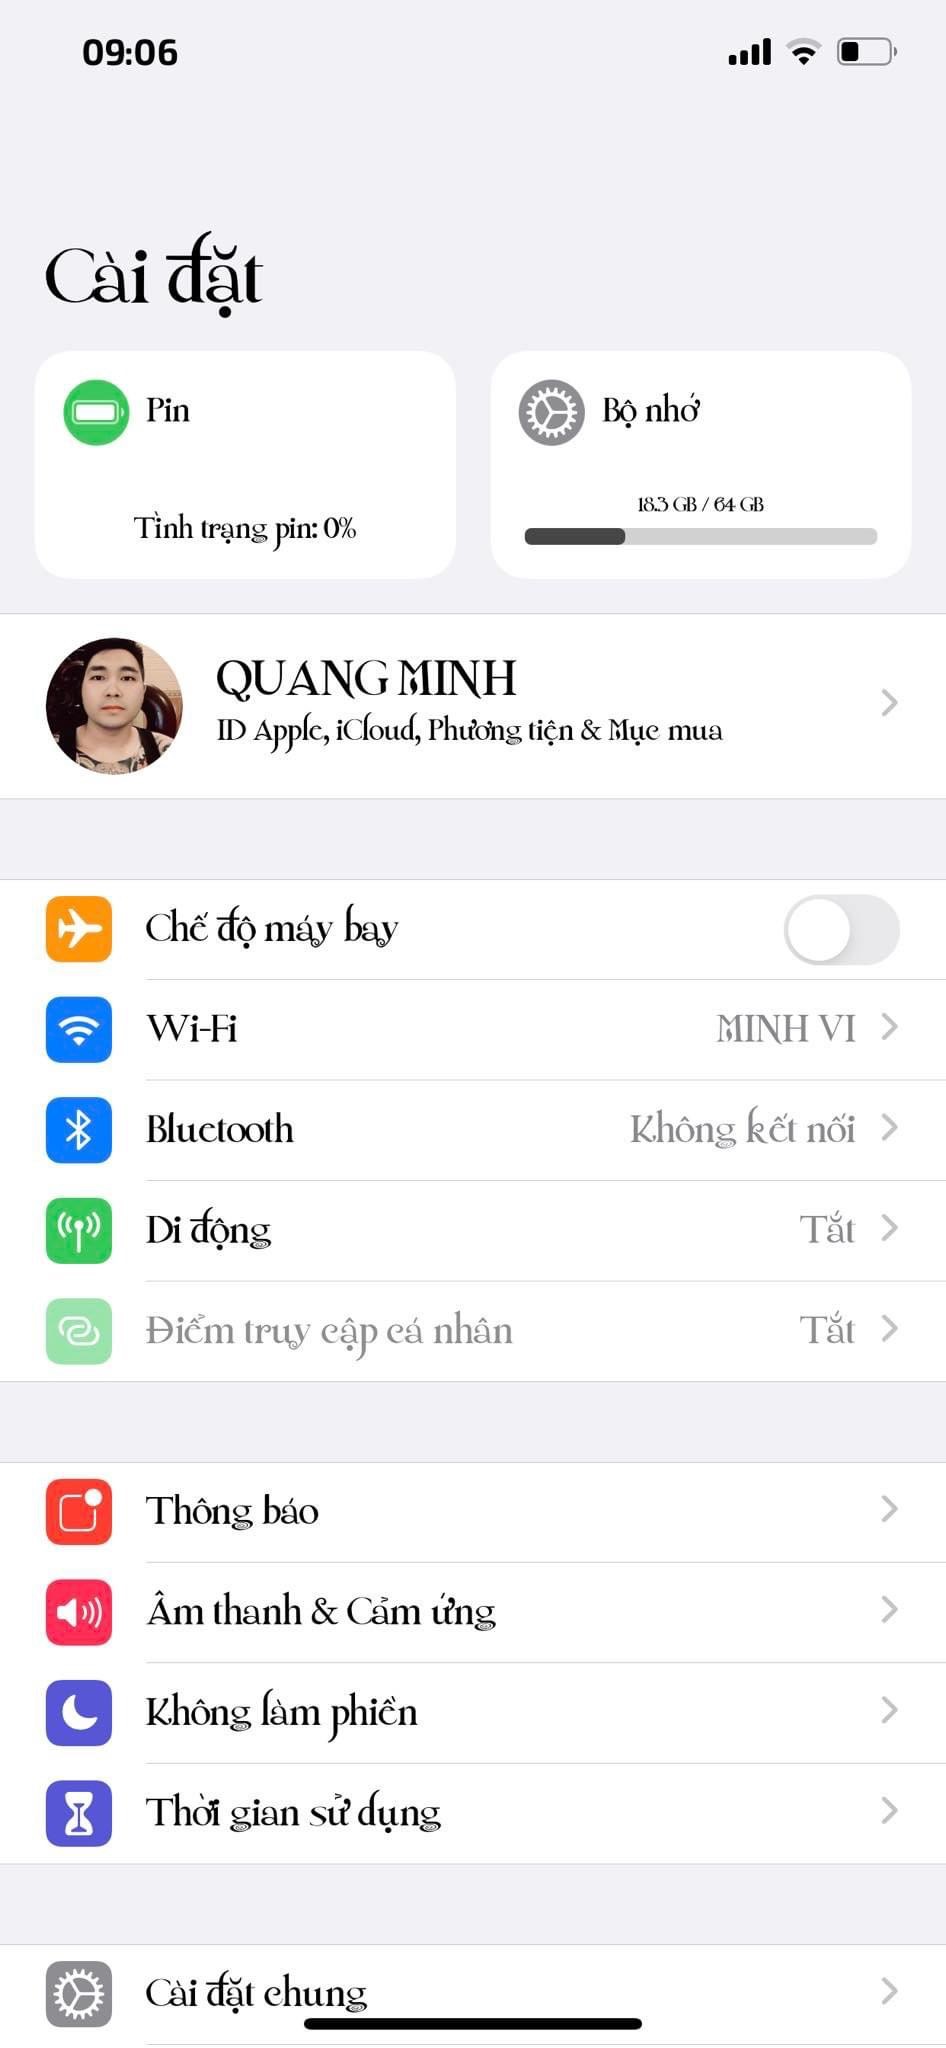 09:06
Cài đặt
Pin
Tình trạng pin: 0%
Bộ nhớ
18.3 GB / 64 GB
QUANG MINH
ID Apple, iCloud, Phương tiện & Mục mua
Chế độ máy bay
Wi-Fi MINH VI
Bluetooth Không kết nối
Di động Tắt
Điểm truy cập cá nhân Tắt
Thông báo
Âm thanh & Cảm ứng
Không làm phiền
Thời gian sử dụng
Cài đặt chung